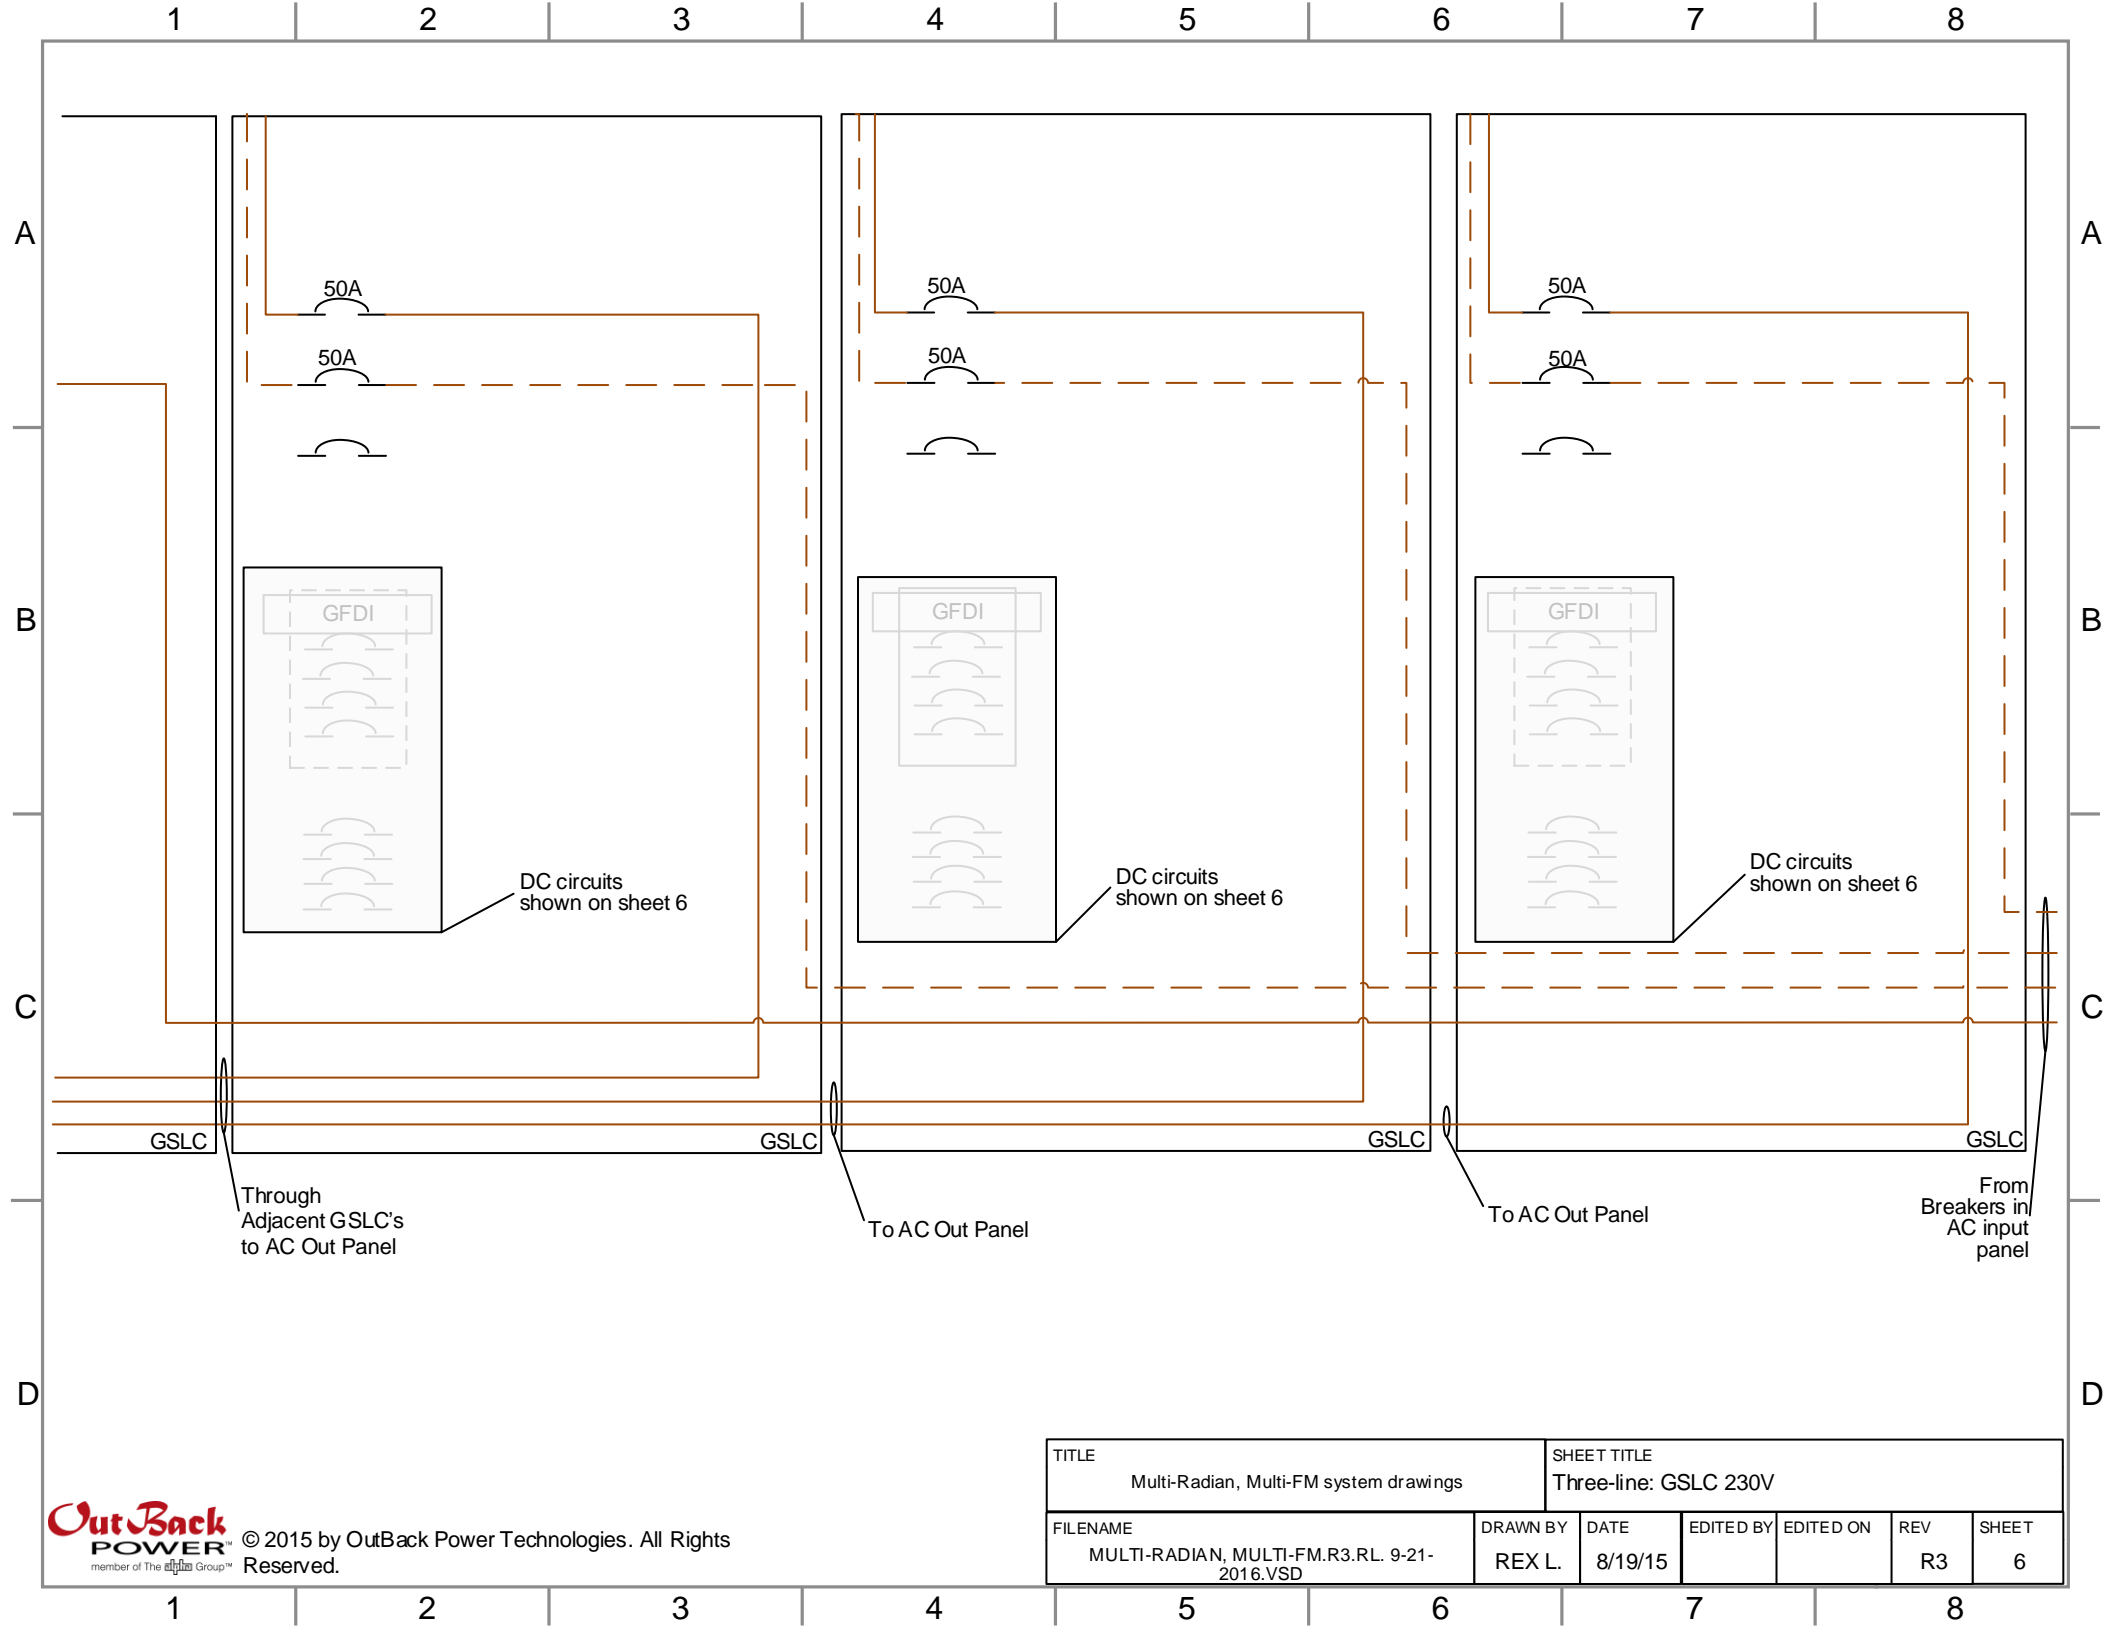 1 2 3 4 5 6 7 8
A A
50A 50A 50A
50A 50A 50A
B B
GFDI GFDI GFDI
DC circuits
shown on sheet 6
DC circuits
shown on sheet 6
DC circuits
shown on sheet 6
C C
GSLC GSLC GSLC GSLC
Through
Adjacent GSLC's
to AC Out Panel
To AC Out Panel
To AC Out Panel
From
Breakers in
AC input
panel
D D
TITLE
Multi-Radian, Multi-FM system drawings
SHEET TITLE
Three-line: GSLC 230V
FILENAME
MULTI-RADIAN, MULTI-FM.R3.RL. 9-21-
2016.VSD
DRAWN BY
REX L.
DATE
8/19/15
EDITED BY
EDITED ON
REV
R3
SHEET
6
OutBack
POWER™
member of The alpha Group™
© 2015 by OutBack Power Technologies. All Rights
Reserved.
1 2 3 4 5 6 7 8